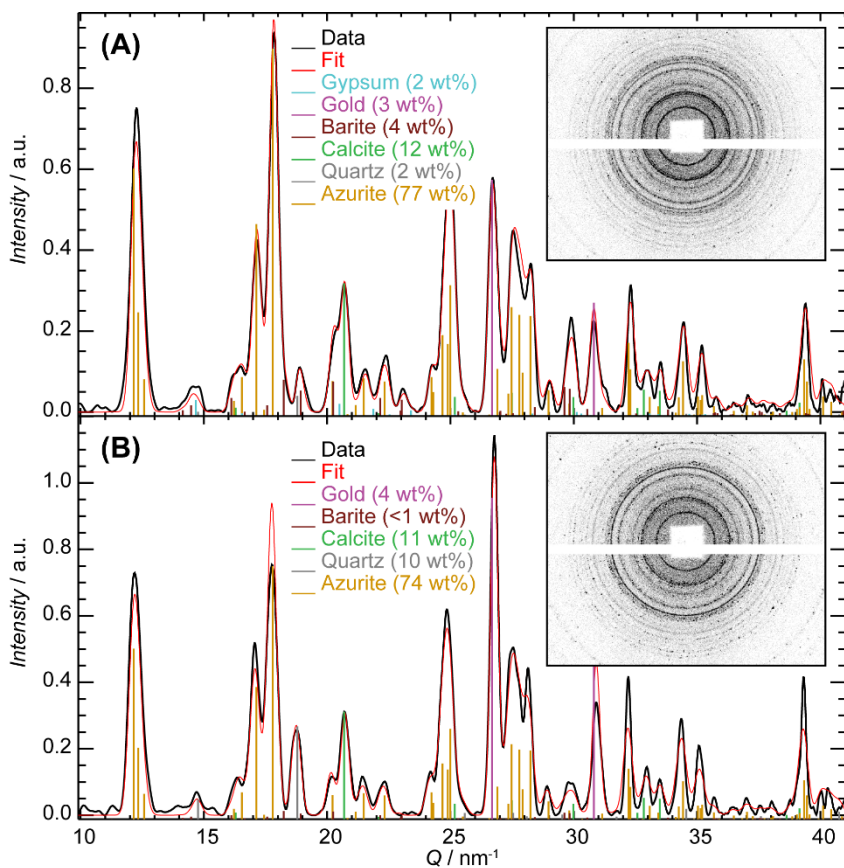 (A)
Data
Fit
Gypsum (2 wt%)
Gold (3 wt%)
Barite (4 wt%)
Calcite (12 wt%)
Quartz (2 wt%)
Azurite (77 wt%)
Intensity / a.u.
0.8
0.6
0.4
0.2
0.0
(B)
Data
Fit
Gold (4 wt%)
Barite (<1 wt%)
Calcite (11 wt%)
Quartz (10 wt%)
Azurite (74 wt%)
Intensity / a.u.
1.0
0.8
0.6
0.4
0.2
0.0
10 15 20 25 30 35 40
Q / nm⁻¹